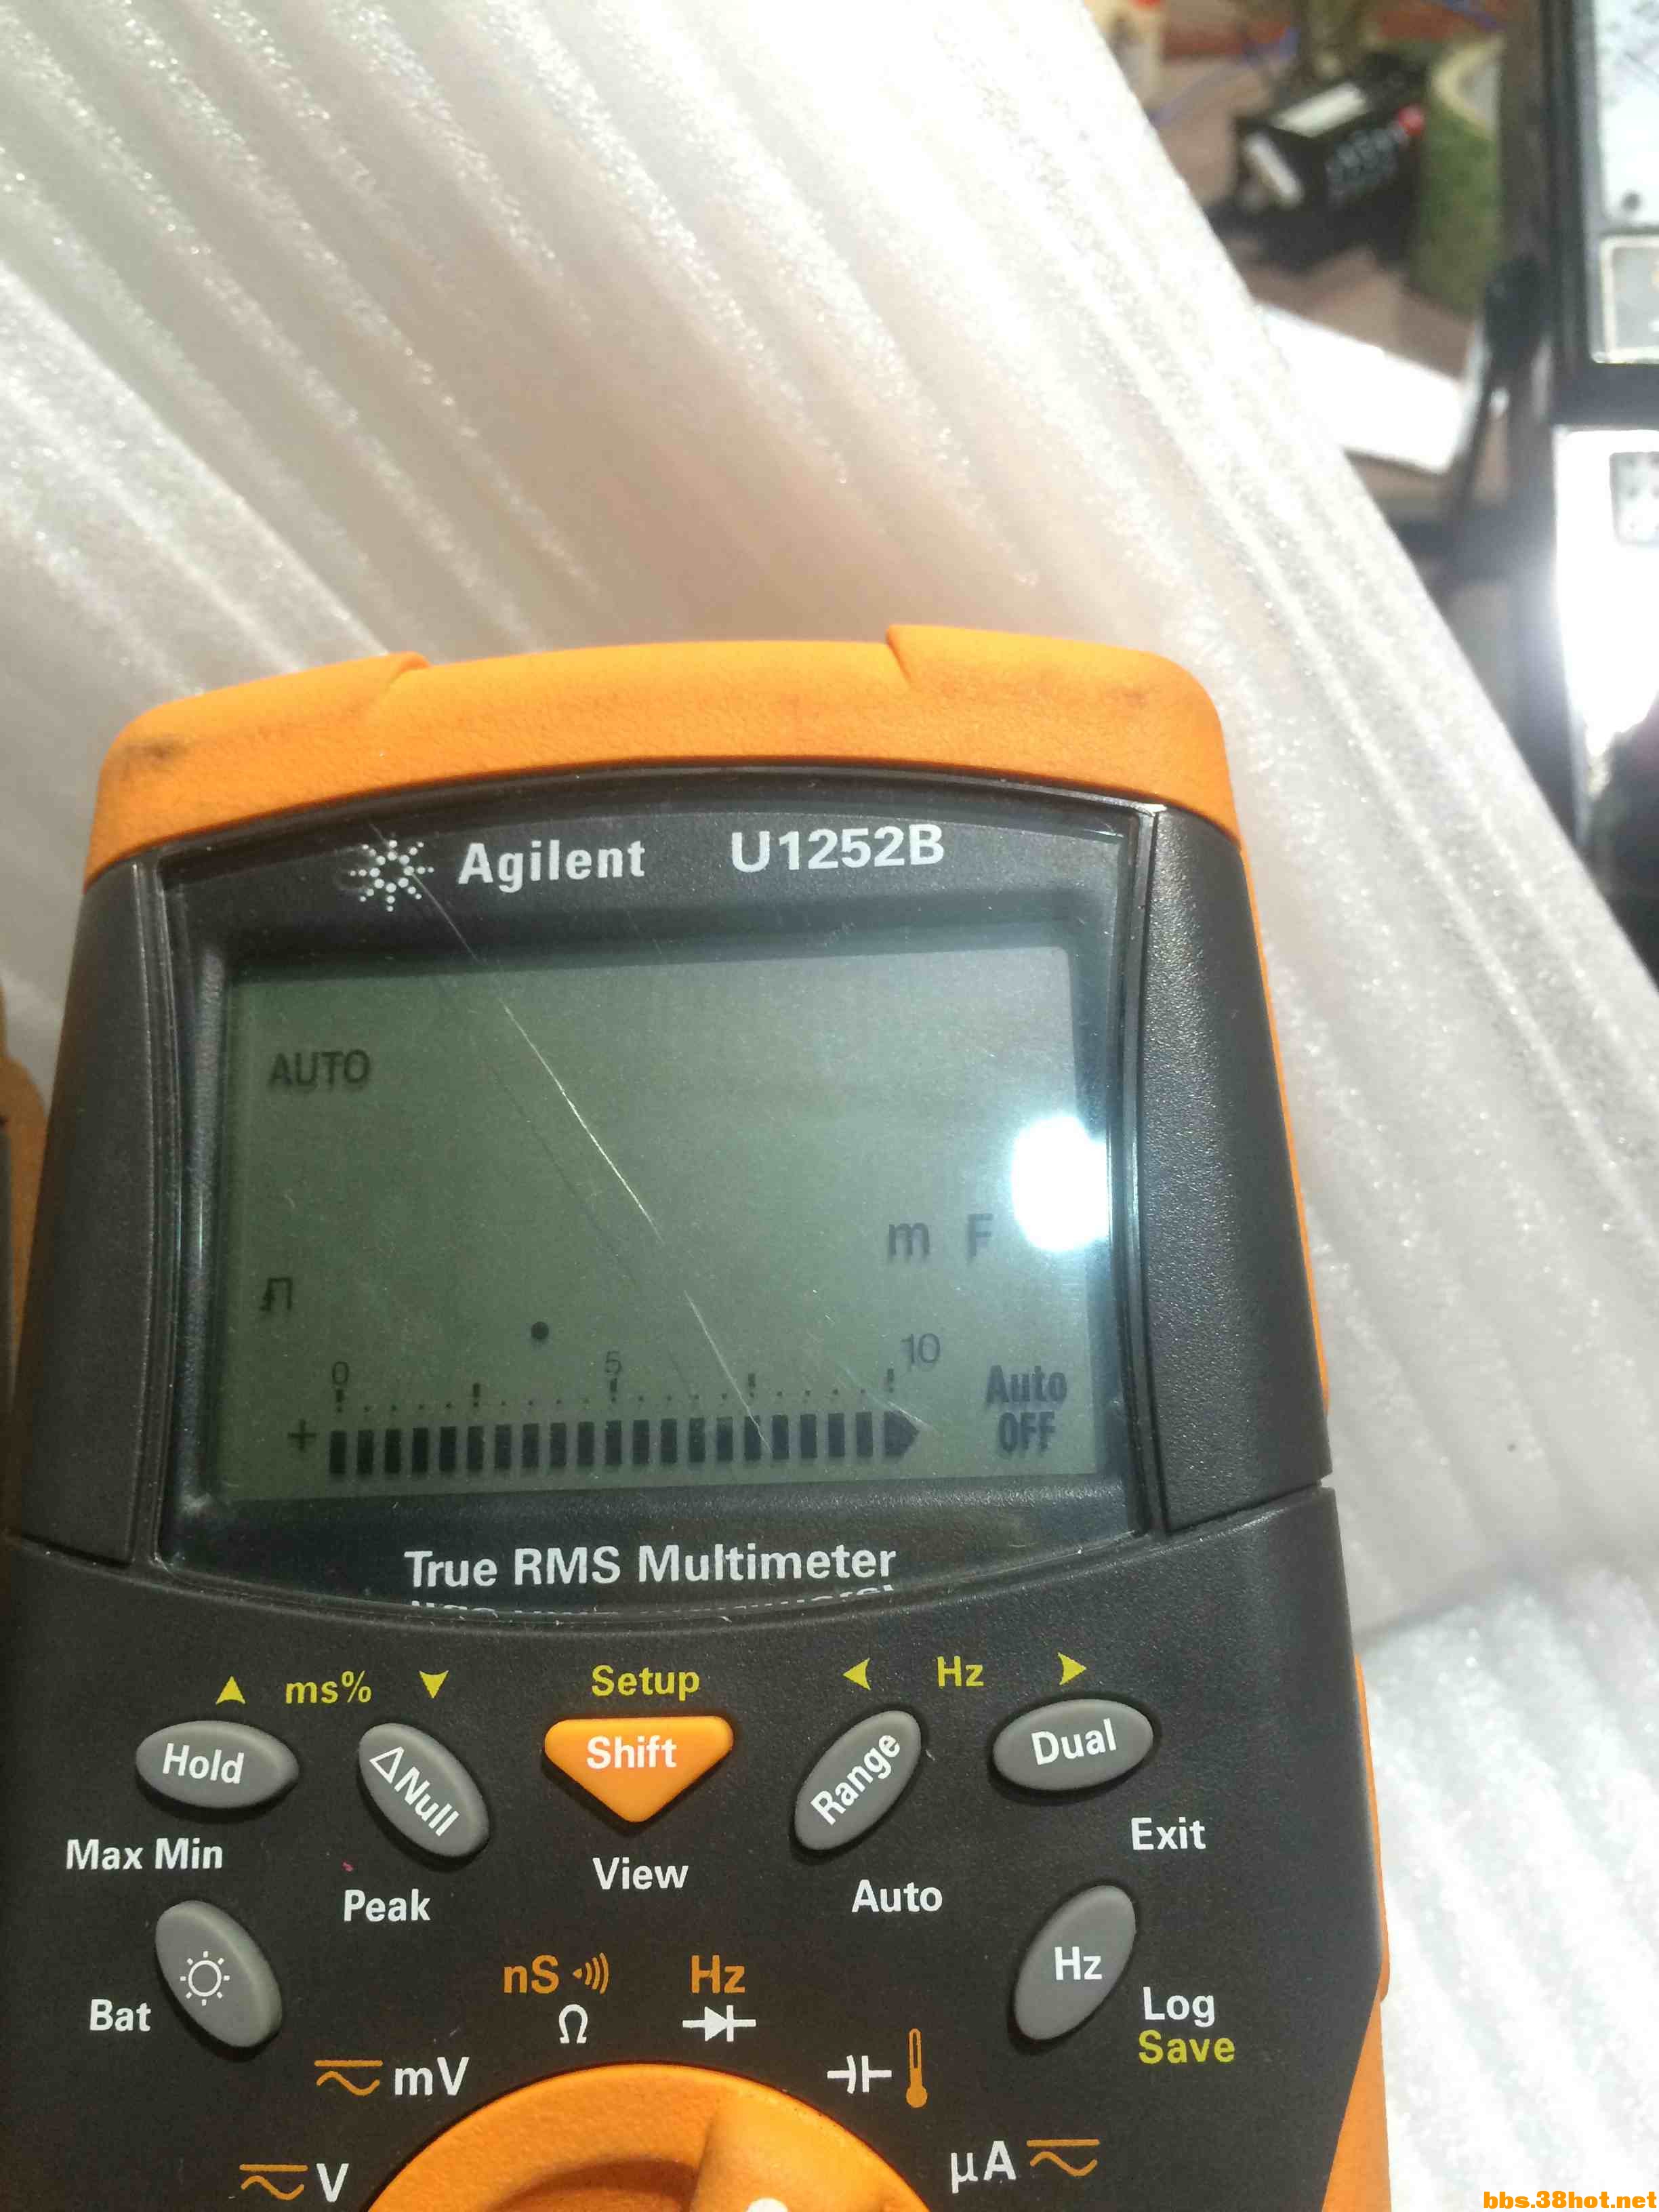 Agilent U1252B
AUTO
m F
0 5 10
+
Auto
OFF
True RMS Multimeter
ms% Setup Hz
Hold ΔNull Shift Range Dual
Max Min Peak View Auto Exit
Bat Hz Log
Save
nS Hz
Ω
mV
V μA
bbs.38hot.net